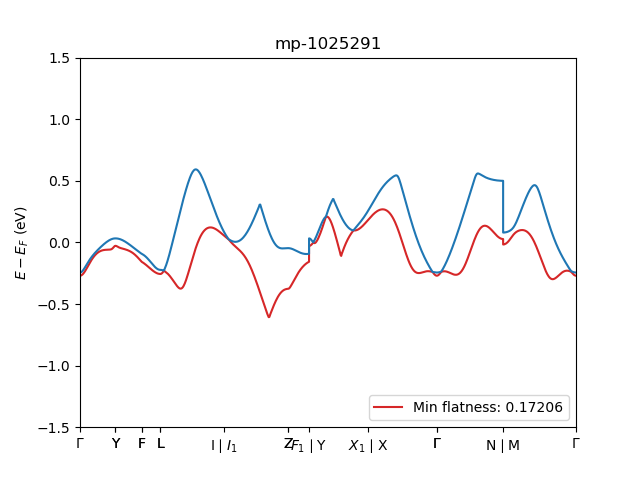 mp-1025291
1.5
1.0
0.5
0.0
−0.5
−1.0
−1.5
E − E_F (eV)
Min flatness: 0.17206
Γ Y F L I | I₁ Z F₁ | Y X₁ | X Γ N | M Γ